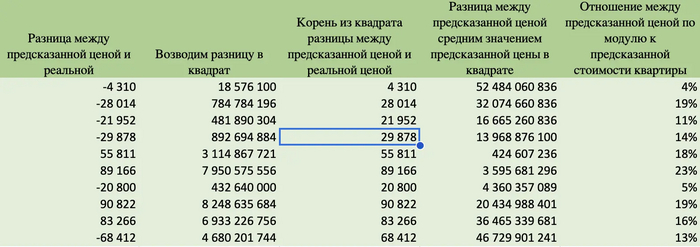 Разница между предсказанной ценой и реальной
Возводим разницу в квадрат
Корень из квадрата разницы между предсказанной ценой и реальной ценой
Разница между предсказанной ценой средним значением предсказанной цены в квадрате
Отношение между предсказанной ценой по модулю к предсказанной стоимости квартиры
-4 310 18 576 100 4 310 52 484 060 836 4%
-28 014 784 784 196 28 014 32 074 660 836 19%
-21 952 481 890 304 21 952 16 665 260 836 11%
-29 878 892 694 884 29 878 13 968 876 100 14%
55 811 3 114 867 721 55 811 424 607 236 18%
89 166 7 950 575 556 89 166 3 595 681 296 23%
-20 800 432 640 000 20 800 4 360 357 089 5%
90 822 8 248 635 684 90 822 20 434 988 401 19%
83 266 6 933 226 756 83 266 36 465 339 681 16%
-68 412 4 680 201 744 68 412 46 729 901 241 13%